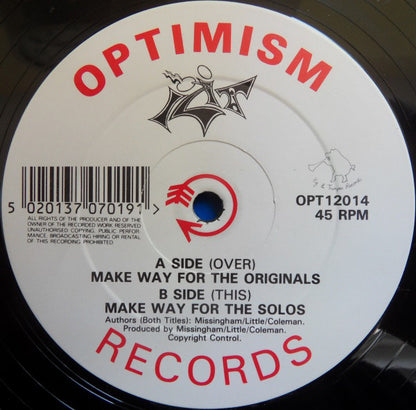 OPTIMISM
5 020137 070191 >
ALL RIGHTS OF THE PRODUCER AND OF THE
OWNER OF THE RECORDED WORK RESERVED
UNAUTHORISED COPYING, PUBLIC PERFOR-
MANCE, BROADCASTING HIRING OR RENTAL
OF THIS RECORDING PROHIBITED
OPT12014
45 RPM
A SIDE (OVER)
MAKE WAY FOR THE ORIGINALS
B SIDE (THIS)
MAKE WAY FOR THE SOLOS
Authors (Both Titles): Missingham/Little/Coleman.
Produced by Missingham/Little/Coleman.
Copyright Control.
RECORDS